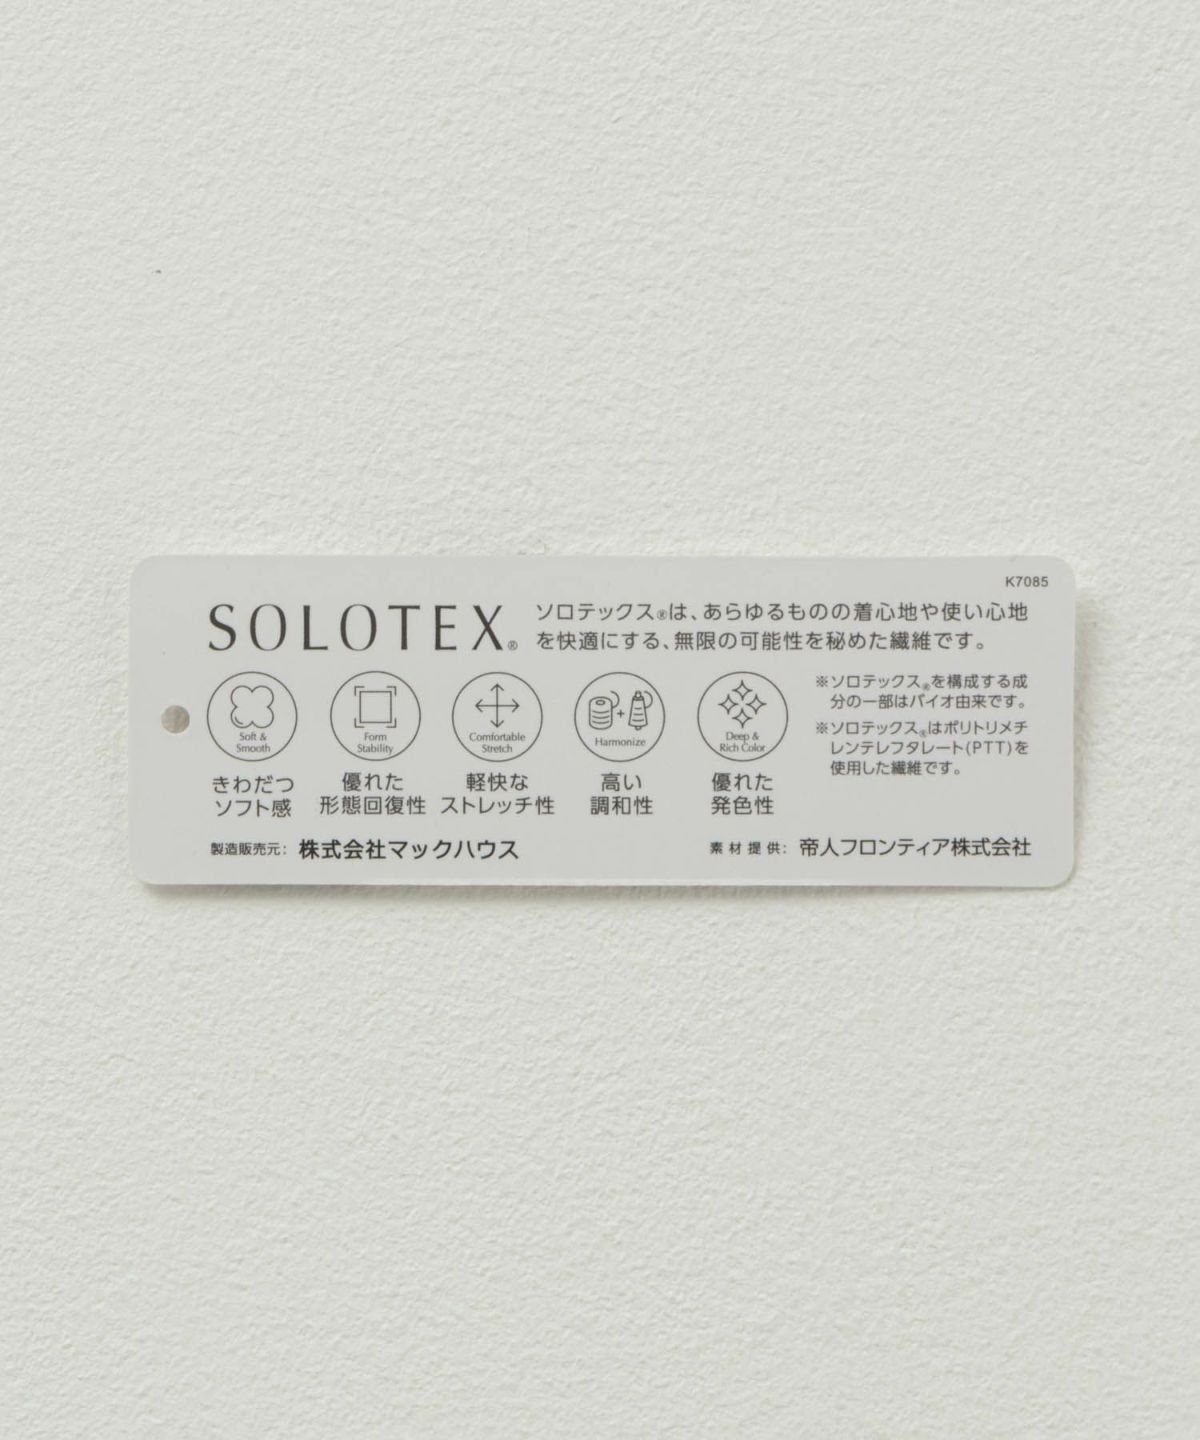 K7085
SOLOTEX®
ソロテックス®は、あらゆるものの着心地や使い心地
を快適にする、無限の可能性を秘めた繊維です。
Soft &
Smooth
きわだつ
ソフト感
Form
Stability
優れた
形態回復性
Comfortable
Stretch
軽快な
ストレッチ性
Harmonize
高い
調和性
Deep &
Rich Color
優れた
発色性
※ソロテックス®を構成する成
分の一部はバイオ由来です。
※ソロテックス®はポリトリメチ
レンテレフタレート(PTT)を
使用した繊維です。
製造販売元: 株式会社マックハウス
素材提供: 帝人フロンティア株式会社